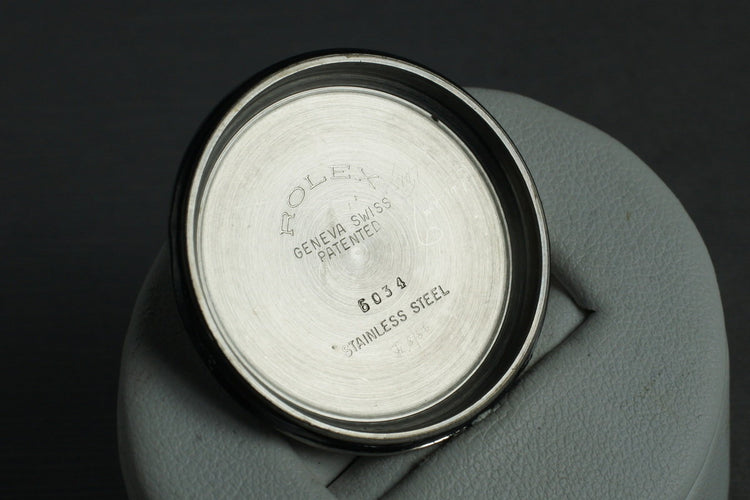 ROLEX
GENEVA SWISS
PATENTED
6034
STAINLESS STEEL